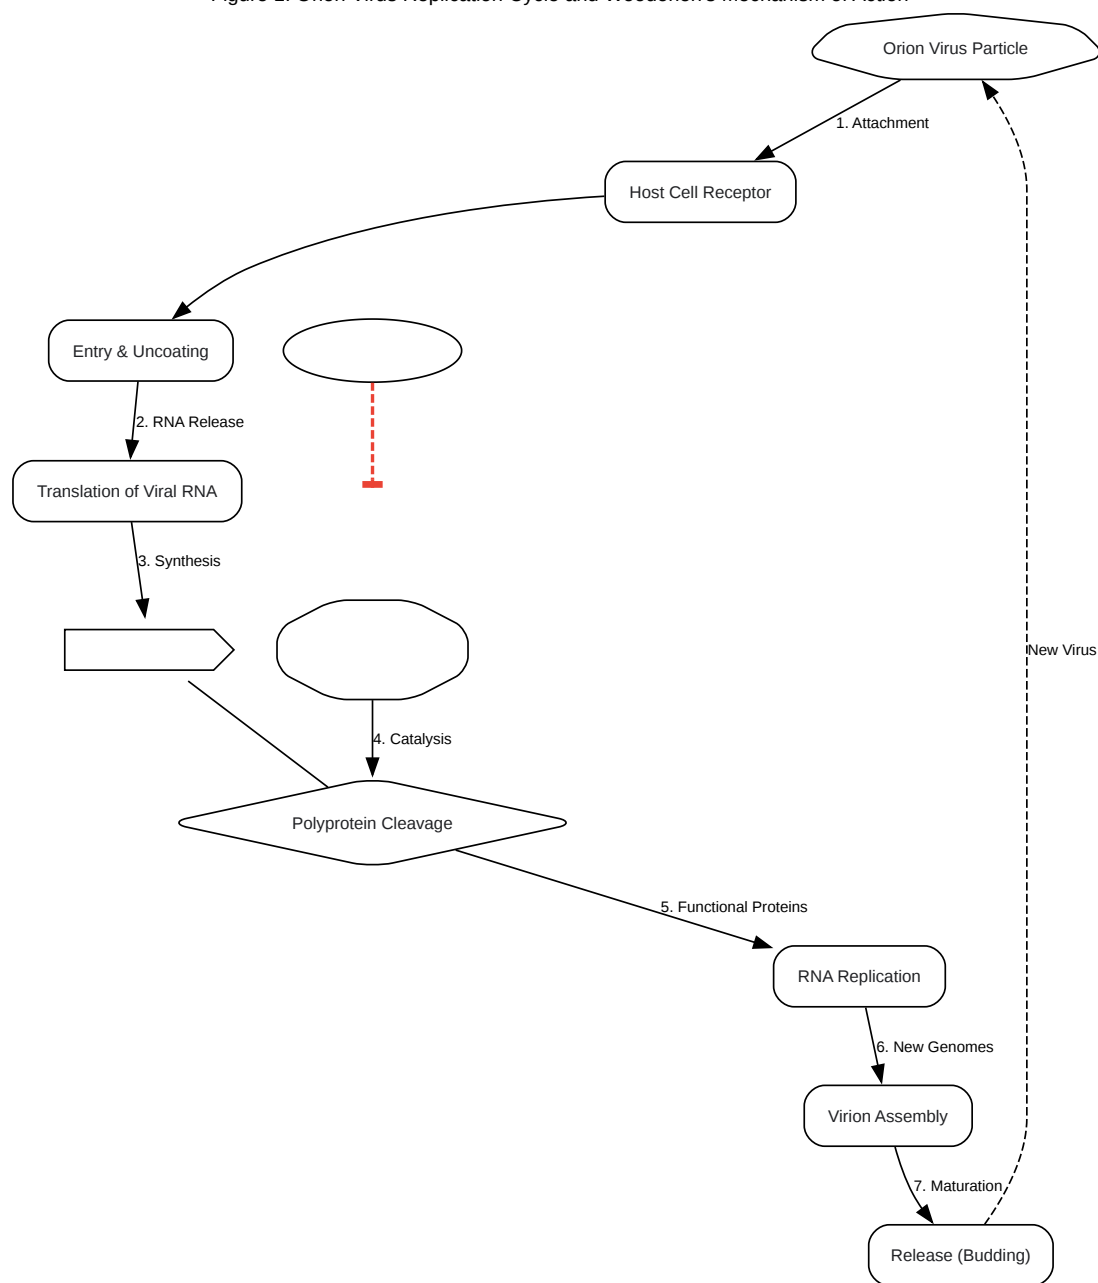 Orion Virus Particle
1. Attachment
Host Cell Receptor
Entry & Uncoating
2. RNA Release
Translation of Viral RNA
3. Synthesis
4. Catalysis
Polyprotein Cleavage
5. Functional Proteins
RNA Replication
6. New Genomes
Virion Assembly
7. Maturation
Release (Budding)
New Virus